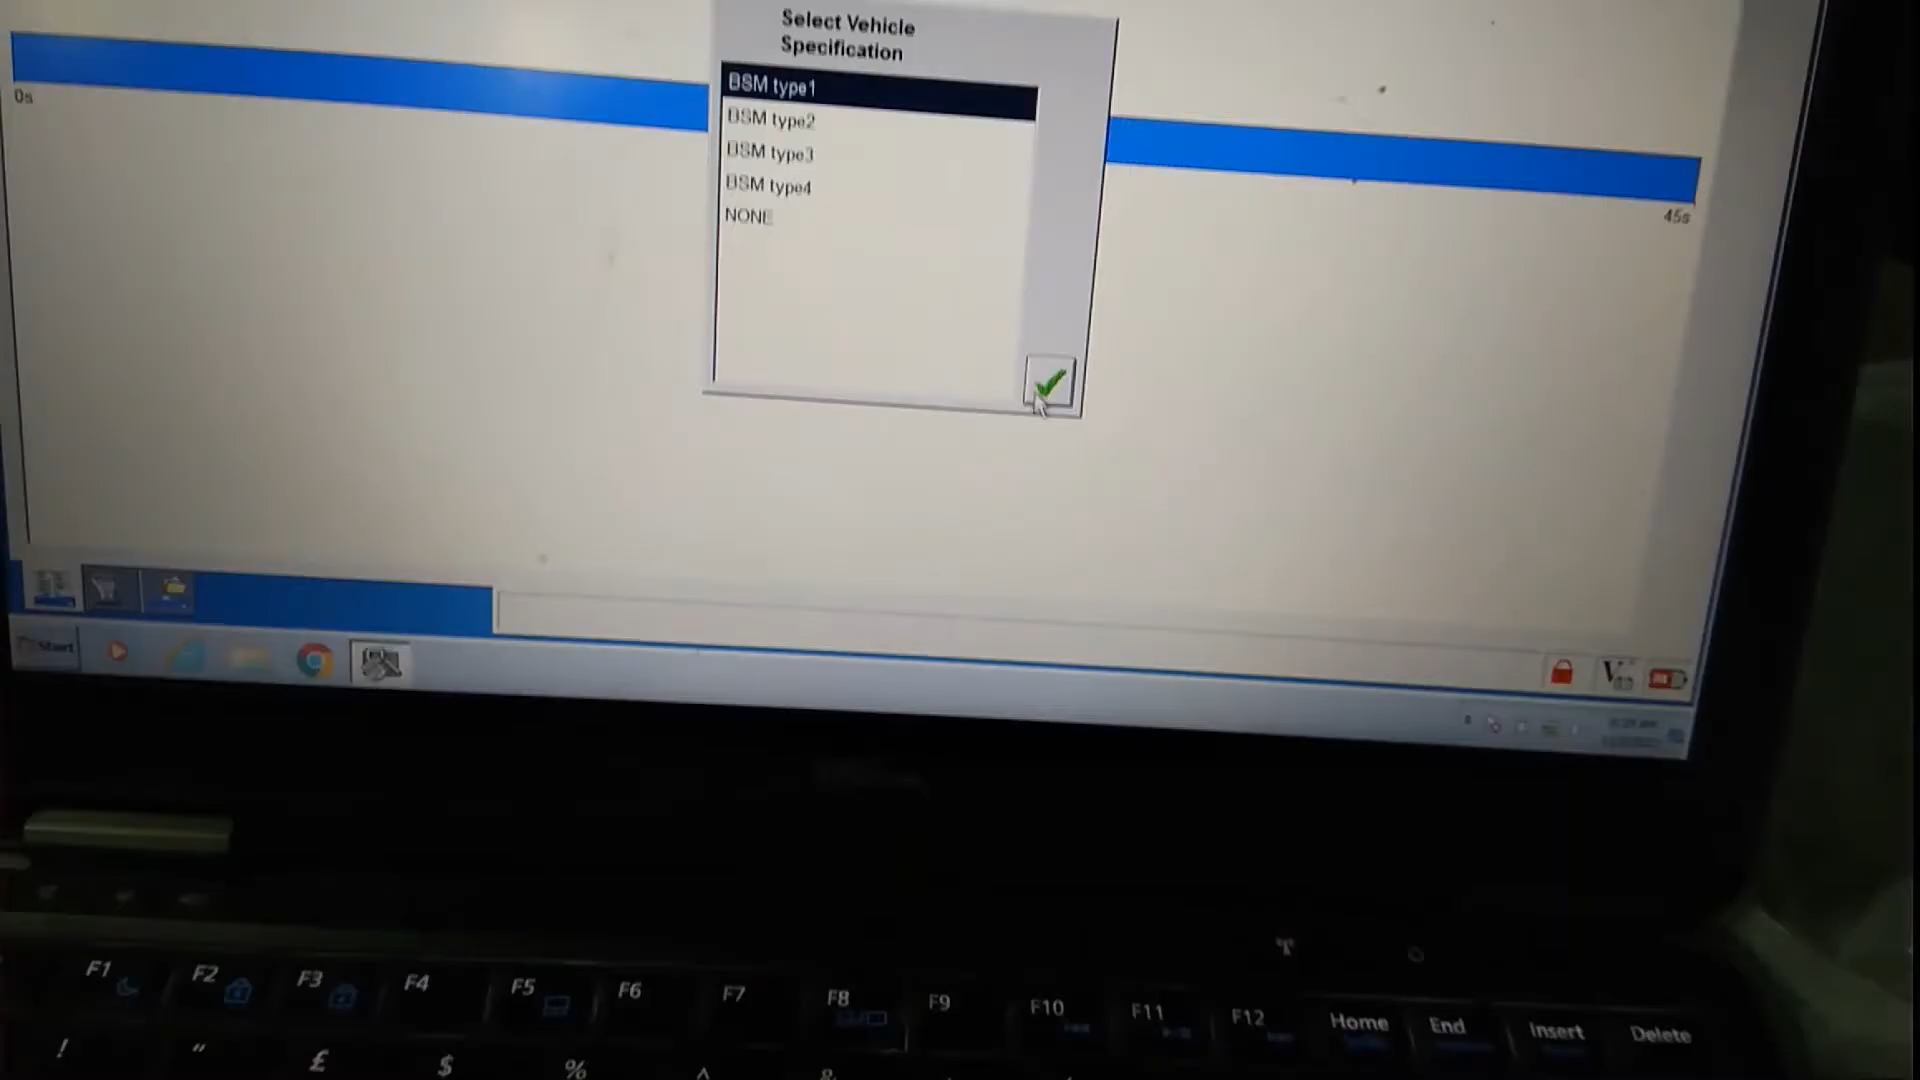 Select Vehicle
Specification
BSM type1
BSM type2
BSM type3
BSM type4
NONE
0s
45s
Start
F1
F2
F3
F4
F5
F6
F7
F8
F9
F10
F11
F12
Home
End
Insert
Delete
!
"
£
$
%
^
&